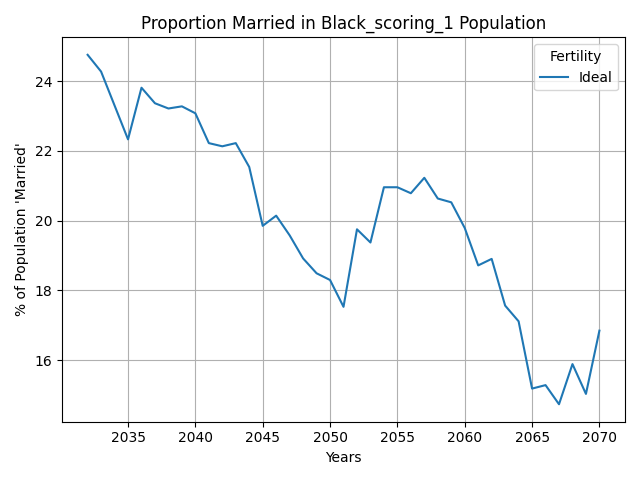 Proportion Married in Black_scoring_1 Population
Fertility
Ideal
% of Population 'Married'
24
22
20
18
16
2035 2040 2045 2050 2055 2060 2065 2070
Years